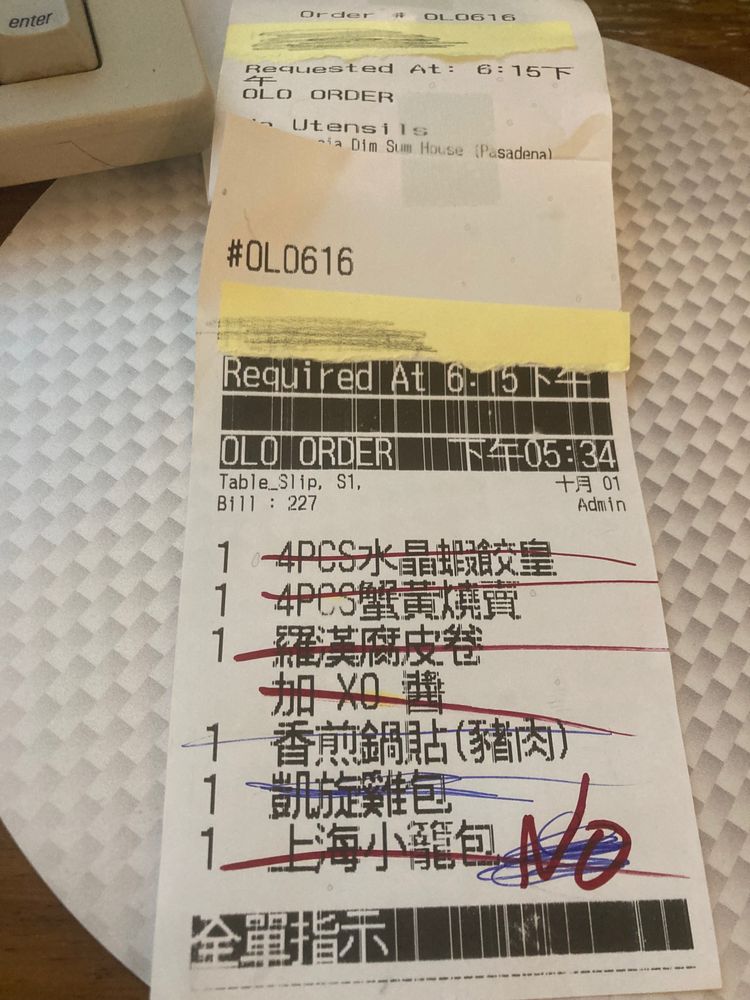 enter
Order # OLO616
Requested At: 6:15下
午
OLO ORDER
Utensils
Dim Sum House (Pasadena)
#OLO616
Required At 6:15下午
OLO ORDER 下午05:34
Table_Slip, S1, 十月 01
Bill : 227 Admin
1 4PCS水晶蝦餃皇
1 4PCS蟹黃燒賣
1 羅漢腐皮卷
加 XO 醬
1 香煎鍋貼(豬肉)
1 凱旋雞包
1 上海小籠包 NO
全單指示